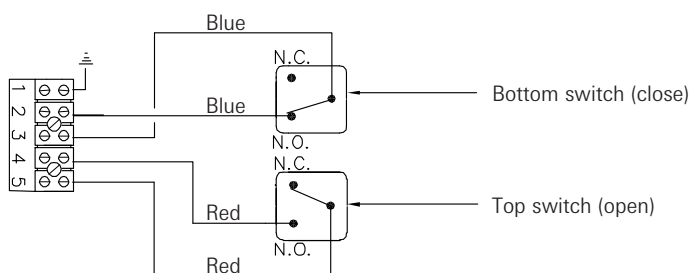 Blue
N.C.
1
2
3
4
5
Blue
Bottom switch (close)
N.O.
N.C.
Red
Top switch (open)
N.O.
Red